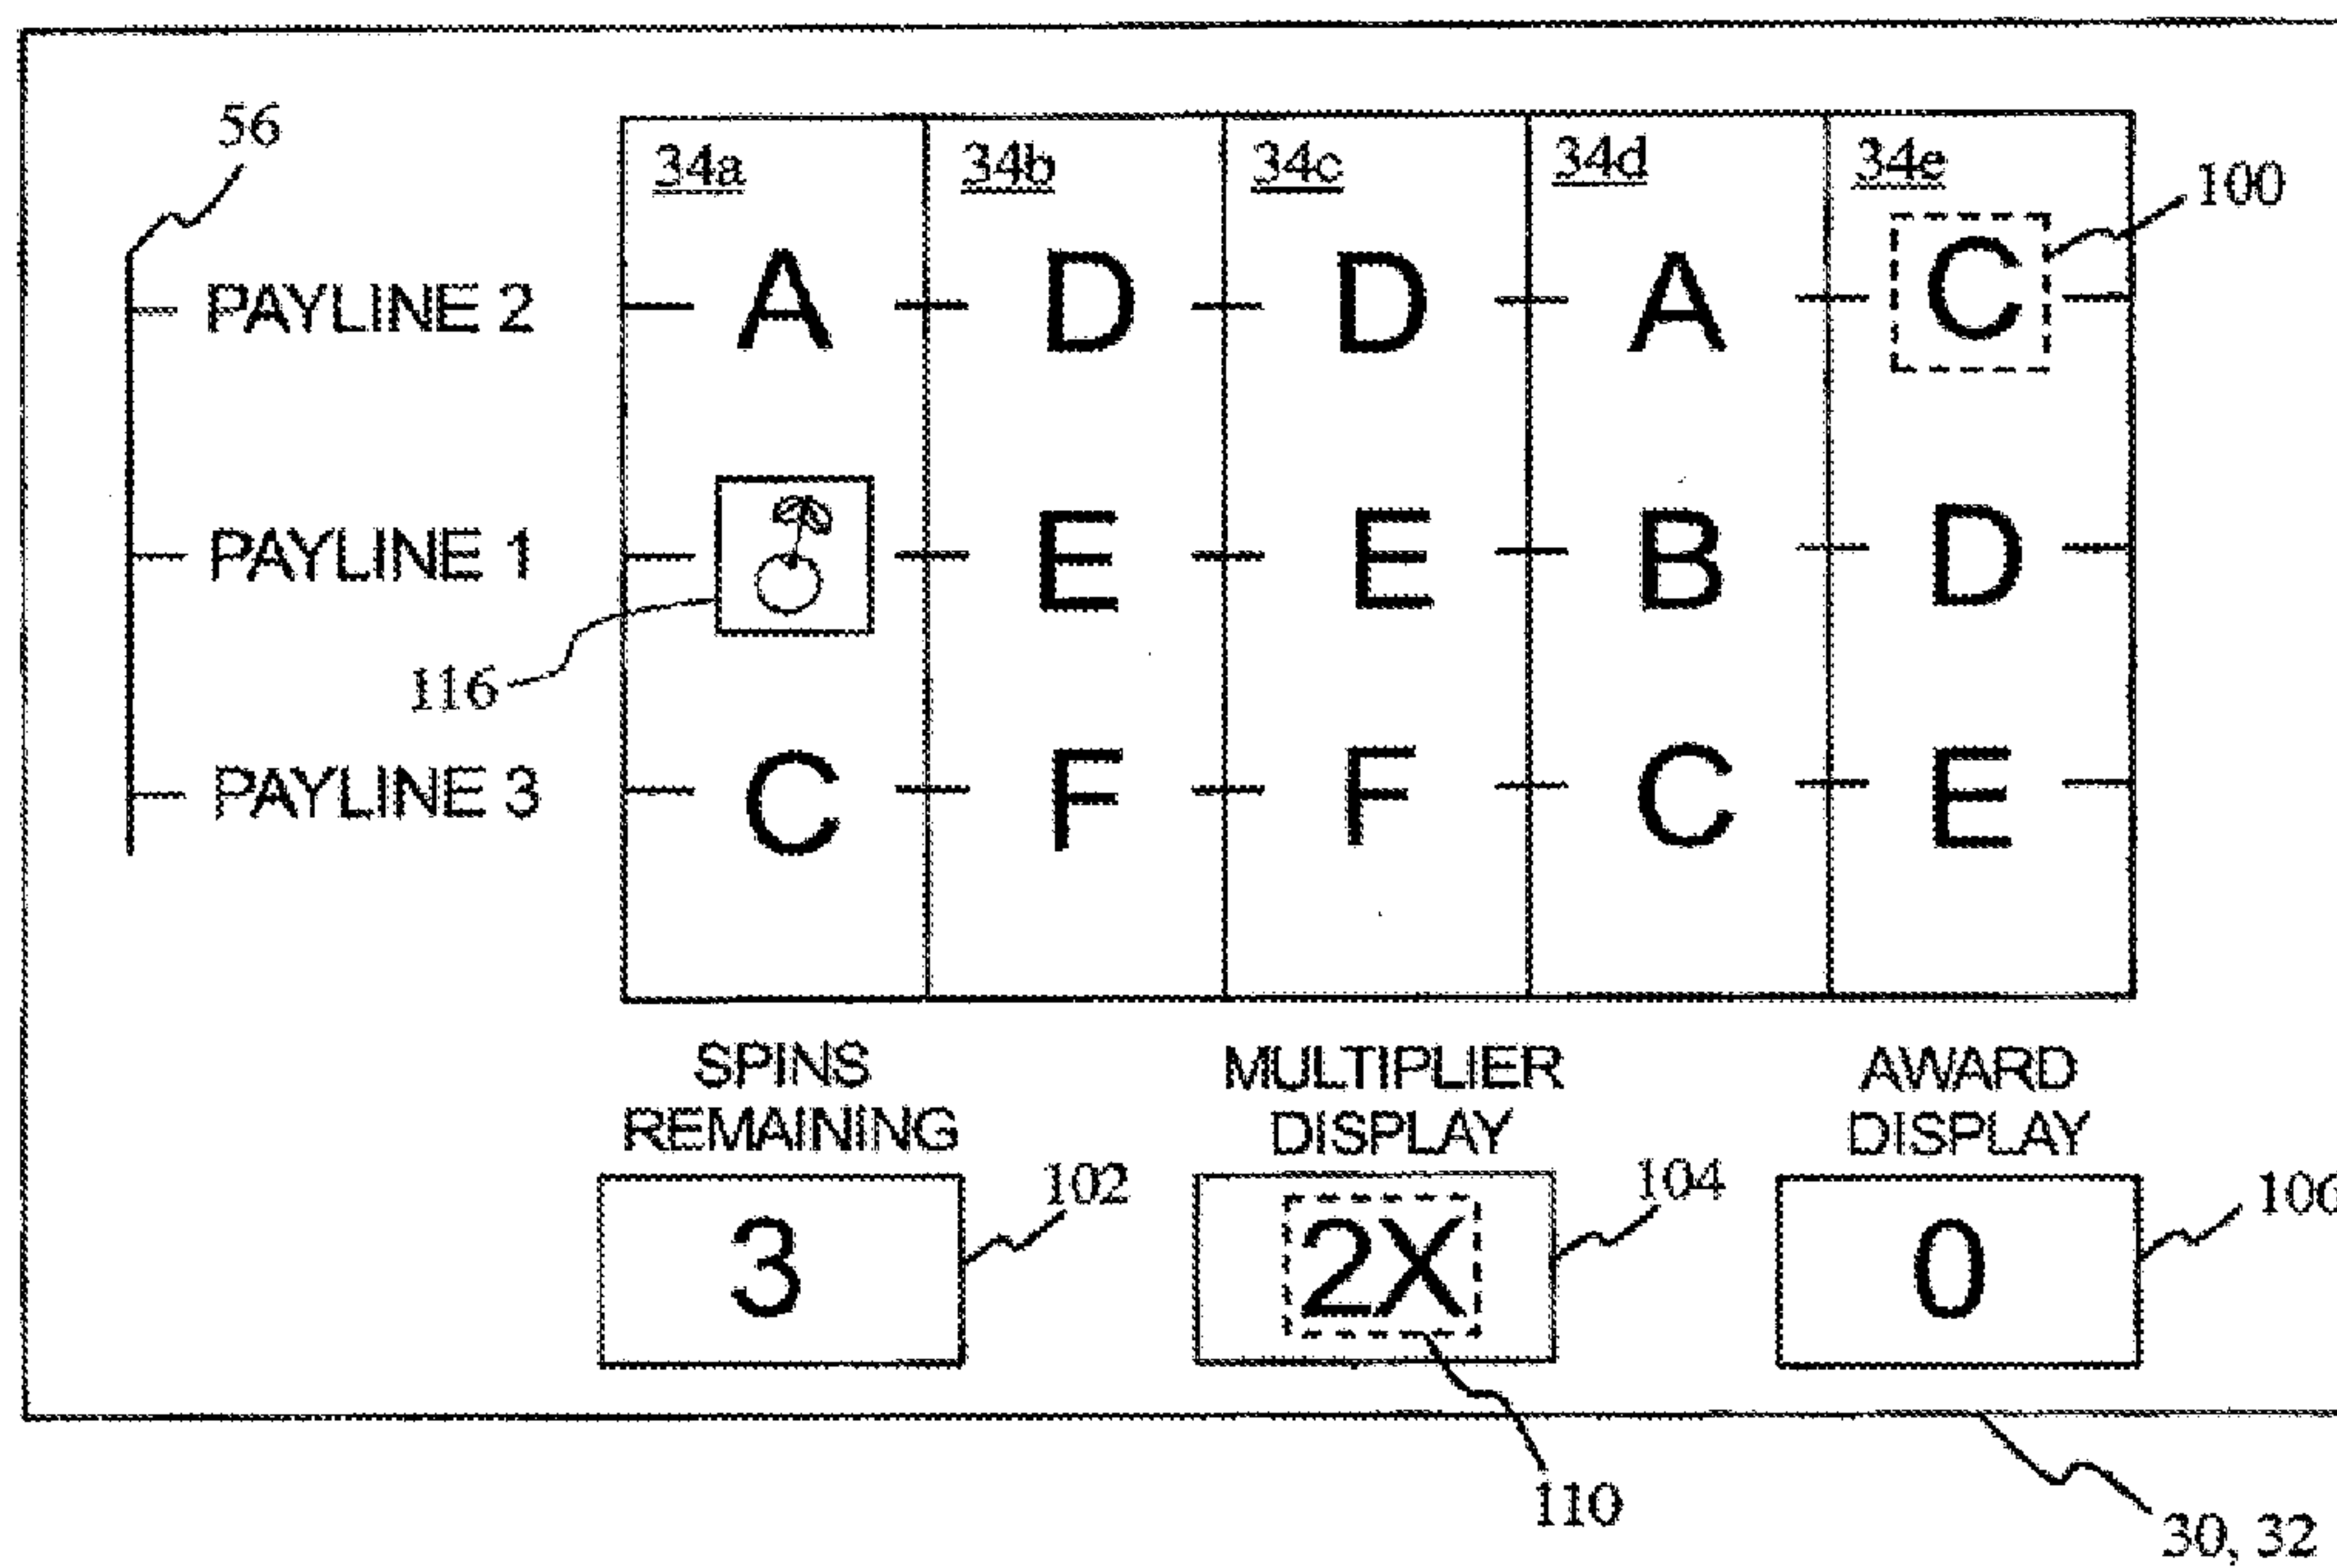 56
34a 34b 34c 34d 34e
100
PAYLINE 2 A D D A C
PAYLINE 1 E E B D
116
PAYLINE 3 C F F C E
SPINS REMAINING
MULTIPLIER DISPLAY
AWARD DISPLAY
102
104
106
3 2X 0
110
30, 32